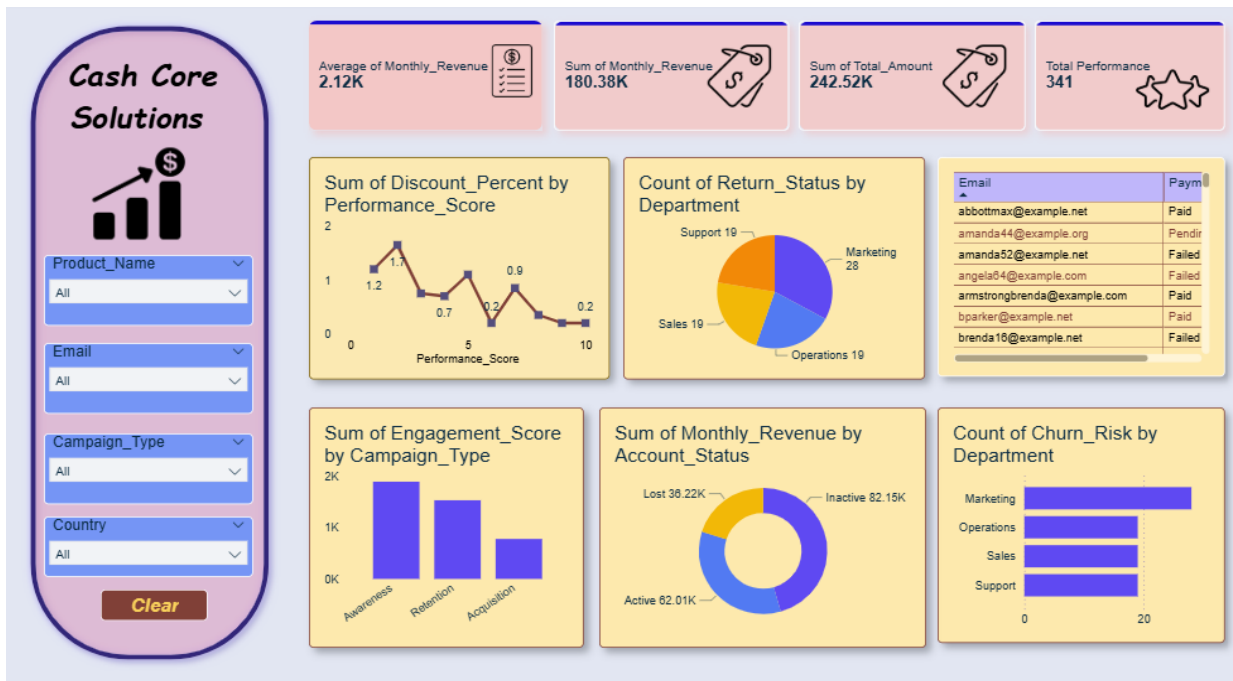 Cash Core
Solutions
$
Product_Name
All
Email
All
Campaign_Type
All
Country
All
Clear
Average of Monthly_Revenue
2.12K
$
Sum of Monthly_Revenue
180.38K
$
Sum of Total_Amount
242.52K
$
Total Performance
341
Sum of Discount_Percent by
Performance_Score
2
1
0
1.2
1.7
0.7
0.2
0.9
0.2
0
5
10
Performance_Score
Count of Return_Status by
Department
Support 19
Marketing
28
Sales 19
Operations 19
Email Paym
abbottmax@example.net Paid
amanda44@example.org Pendin
amanda52@example.net Failed
angela64@example.com Failed
armstrongbrenda@example.com Paid
bparker@example.net Paid
brenda16@example.net Failed
Sum of Engagement_Score
by Campaign_Type
2K
1K
0K
Awareness
Retention
Acquisition
Sum of Monthly_Revenue by
Account_Status
Lost 36.22K
Inactive 82.15K
Active 62.01K
Count of Churn_Risk by
Department
Marketing
Operations
Sales
Support
0
20